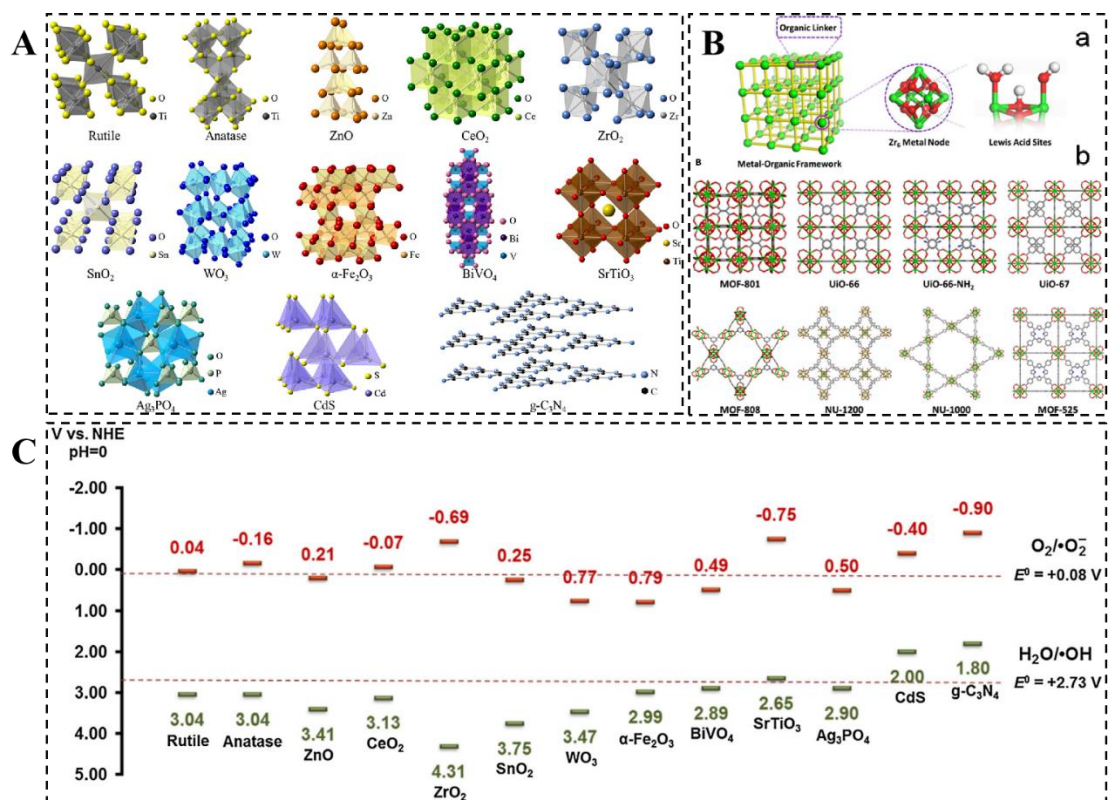 A
O
Ti
Rutile
O
Ti
Anatase
O
Zn
ZnO
O
Ce
CeO₂
O
Zr
ZrO₂
O
Sn
SnO₂
O
W
WO₃
O
Fe
α-Fe₂O₃
O
Bi
V
BiVO₄
O
Sr
Ti
SrTiO₃
O
P
Ag
Ag₃PO₄
S
Cd
CdS
N
C
g-C₃N₄
B
a
Organic Linker
Metal-Organic Framework
Zr₆ Metal Node
Lewis Acid Sites
B
b
MOF-801
UiO-66
UiO-66-NH₂
UiO-67
MOF-808
NU-1200
NU-1000
MOF-525
C
V vs. NHE
pH=0
-2.00
-1.00
0.00
1.00
2.00
3.00
4.00
5.00
0.04
-0.16
0.21
-0.07
-0.69
0.25
0.77
0.79
0.49
-0.75
0.50
-0.40
-0.90
O₂/•O₂⁻
E⁰ = +0.08 V
H₂O/•OH
E⁰ = +2.73 V
3.04
Rutile
3.04
Anatase
3.41
ZnO
3.13
CeO₂
4.31
ZrO₂
3.75
SnO₂
3.47
WO₃
2.99
α-Fe₂O₃
2.89
BiVO₄
2.65
SrTiO₃
2.90
Ag₃PO₄
2.00
CdS
1.80
g-C₃N₄